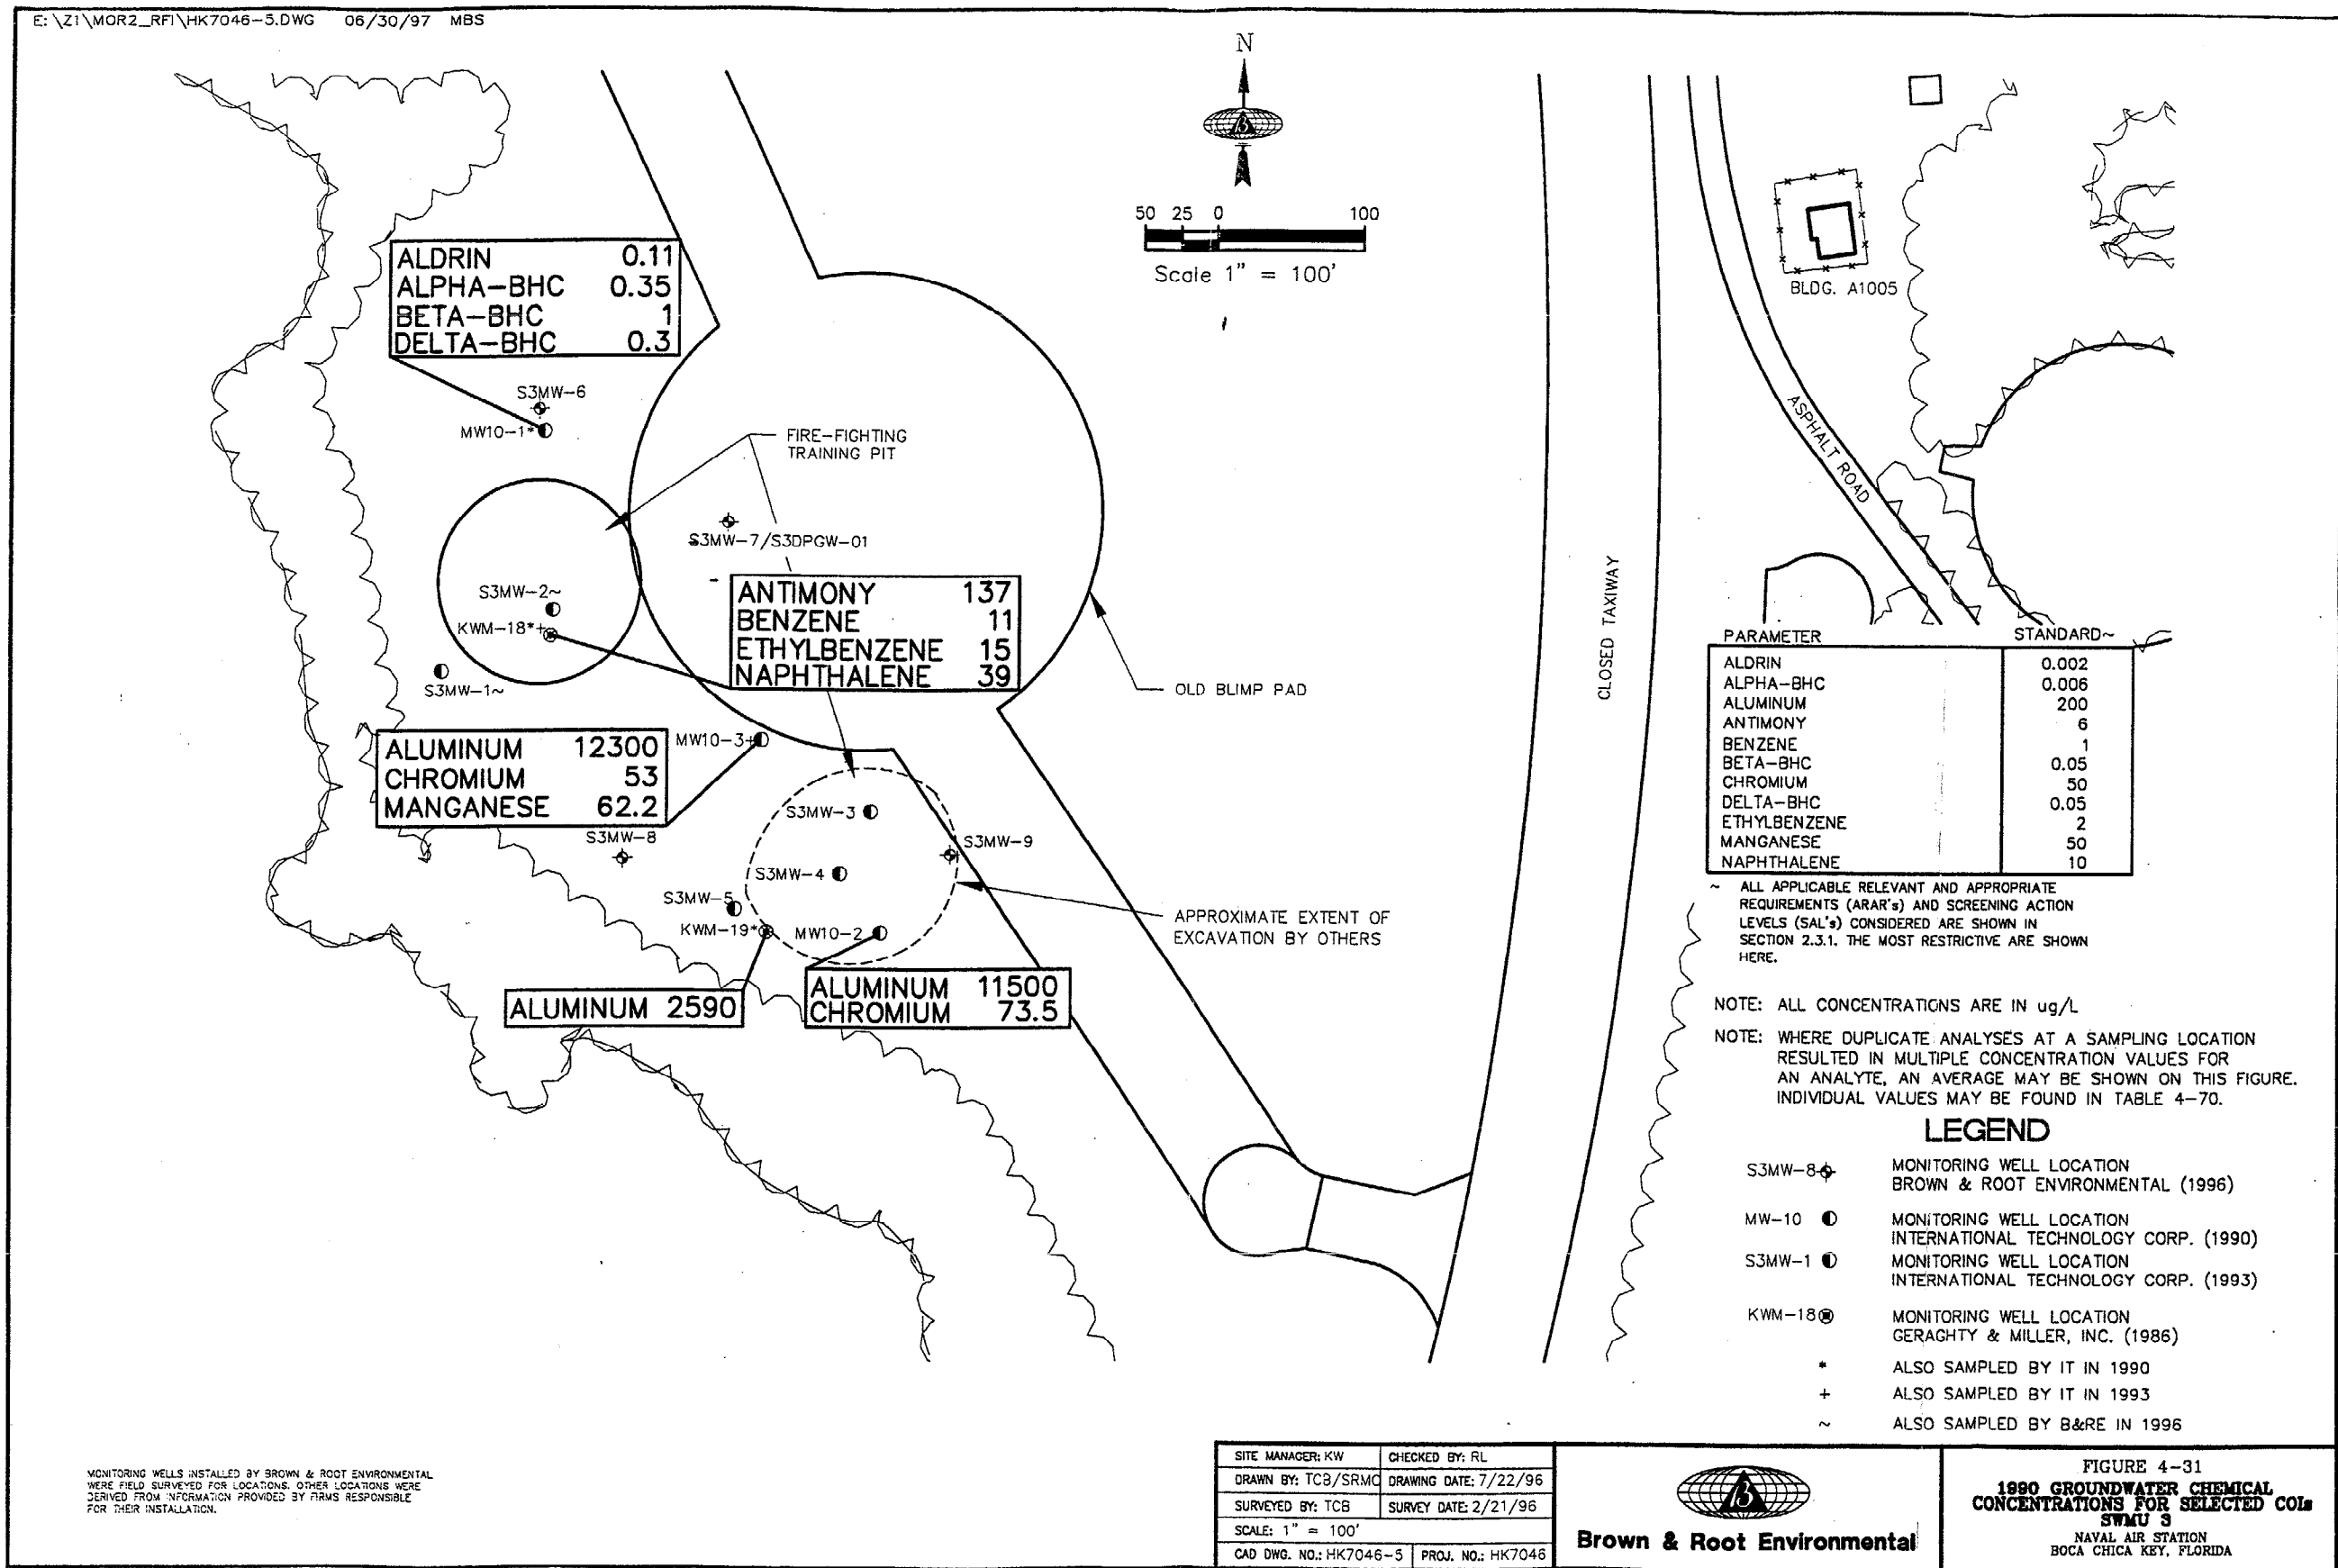 E:\Z1\MOR2_RFI\HK7046-5.DWG 06/30/97 MBS
N
50 25 0 100
Scale 1" = 100'
ALDRIN 0.11
ALPHA-BHC 0.35
BETA-BHC 1
DELTA-BHC 0.3
S3MW-6
MW10-1*
FIRE-FIGHTING
TRAINING PIT
S3MW-7/S3DPGW-01
S3MW-2~
KWM-18*+
S3MW-1~
ANTIMONY 137
BENZENE 11
ETHYLBENZENE 15
NAPHTHALENE 39
OLD BLIMP PAD
CLOSED TAXIWAY
ASPHALT ROAD
BLDG. A1005
ALUMINUM 12300
CHROMIUM 53
MANGANESE 62.2
MW10-3+
S3MW-8
S3MW-3
S3MW-9
S3MW-4
S3MW-5
KWM-19*
MW10-2
APPROXIMATE EXTENT OF
EXCAVATION BY OTHERS
ALUMINUM 2590
ALUMINUM 11500
CHROMIUM 73.5
PARAMETER STANDARD~
ALDRIN 0.002
ALPHA-BHC 0.006
ALUMINUM 200
ANTIMONY 6
BENZENE 1
BETA-BHC 0.05
CHROMIUM 50
DELTA-BHC 0.05
ETHYLBENZENE 2
MANGANESE 50
NAPHTHALENE 10
~ ALL APPLICABLE RELEVANT AND APPROPRIATE
REQUIREMENTS (ARAR's) AND SCREENING ACTION
LEVELS (SAL's) CONSIDERED ARE SHOWN IN
SECTION 2.3.1. THE MOST RESTRICTIVE ARE SHOWN
HERE.
NOTE: ALL CONCENTRATIONS ARE IN ug/L
NOTE: WHERE DUPLICATE ANALYSES AT A SAMPLING LOCATION
RESULTED IN MULTIPLE CONCENTRATION VALUES FOR
AN ANALYTE, AN AVERAGE MAY BE SHOWN ON THIS FIGURE.
INDIVIDUAL VALUES MAY BE FOUND IN TABLE 4-70.
LEGEND
S3MW-8 MONITORING WELL LOCATION
BROWN & ROOT ENVIRONMENTAL (1996)
MW-10 MONITORING WELL LOCATION
INTERNATIONAL TECHNOLOGY CORP. (1990)
S3MW-1 MONITORING WELL LOCATION
INTERNATIONAL TECHNOLOGY CORP. (1993)
KWM-18 MONITORING WELL LOCATION
GERAGHTY & MILLER, INC. (1986)
* ALSO SAMPLED BY IT IN 1990
+ ALSO SAMPLED BY IT IN 1993
~ ALSO SAMPLED BY B&RE IN 1996
MONITORING WELLS INSTALLED BY BROWN & ROOT ENVIRONMENTAL
WERE FIELD SURVEYED FOR LOCATIONS. OTHER LOCATIONS WERE
DERIVED FROM INFORMATION PROVIDED BY FIRMS RESPONSIBLE
FOR THEIR INSTALLATION.
SITE MANAGER: KW CHECKED BY: RL
DRAWN BY: TCB/SRMC DRAWING DATE: 7/22/96
SURVEYED BY: TCB SURVEY DATE: 2/21/96
SCALE: 1" = 100'
CAD DWG. NO.: HK7046-5 PROJ. NO.: HK7046
Brown & Root Environmental
FIGURE 4-31
1990 GROUNDWATER CHEMICAL
CONCENTRATIONS FOR SELECTED COIs
SWMU 3
NAVAL AIR STATION
BOCA CHICA KEY, FLORIDA